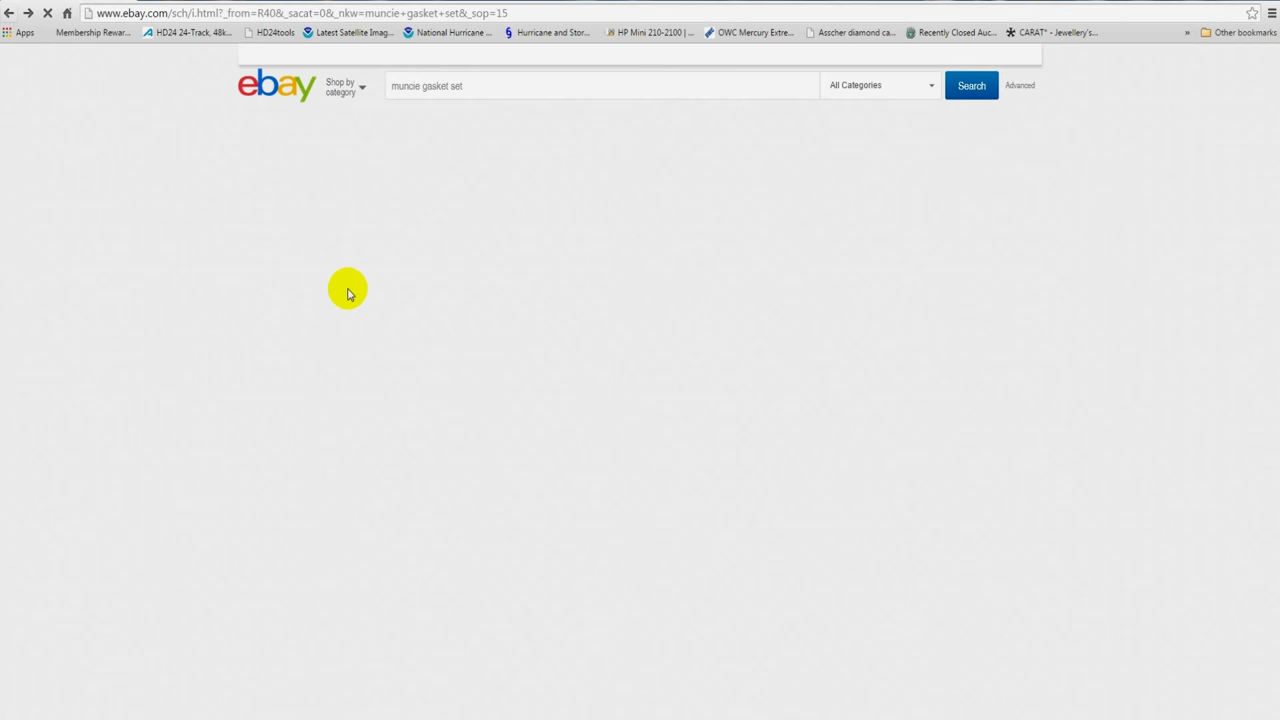 www.ebay.com/sch/i.html?_from=R40&_sacat=0&_nkw=muncie+gasket+set&_sop=15
Apps Membership Rewar... HD24 24-Track, 48k... HD24tools Latest Satellite Imag... National Hurricane ... Hurricane and Stor... HP Mini 210-2100 | ... OWC Mercury Extre... Asscher diamond ca... Recently Closed Auc... CARAT* - Jewellery's... » Other bookmarks
ebay Shop by category muncie gasket set All Categories Search Advanced